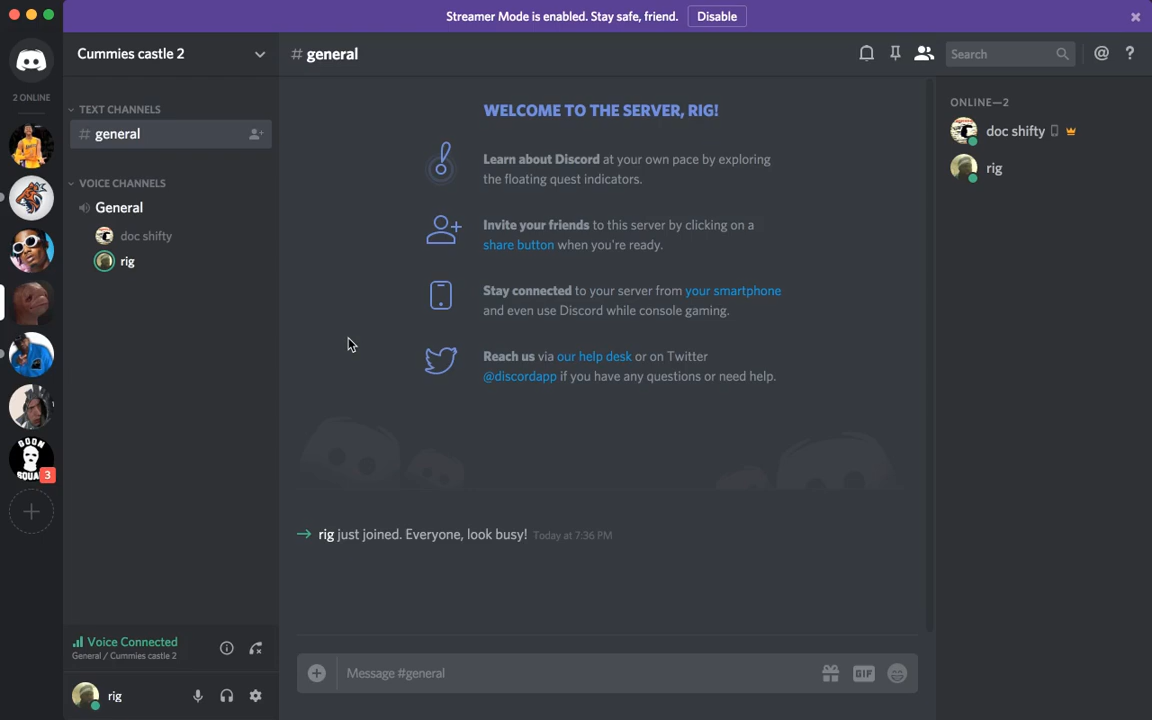 Streamer Mode is enabled. Stay safe, friend. Disable
Cummies castle 2
# general
Search
2 ONLINE
TEXT CHANNELS
# general
VOICE CHANNELS
General
doc shifty
rig
WELCOME TO THE SERVER, RIG!
Learn about Discord at your own pace by exploring
the floating quest indicators.
Invite your friends to this server by clicking on a
share button when you're ready.
Stay connected to your server from your smartphone
and even use Discord while console gaming.
Reach us via our help desk or on Twitter
@discordapp if you have any questions or need help.
rig just joined. Everyone, look busy! Today at 7:36 PM
ONLINE—2
doc shifty
rig
GOON
SQUA
3
Voice Connected
General / Cummies castle 2
rig
Message #general
GIF